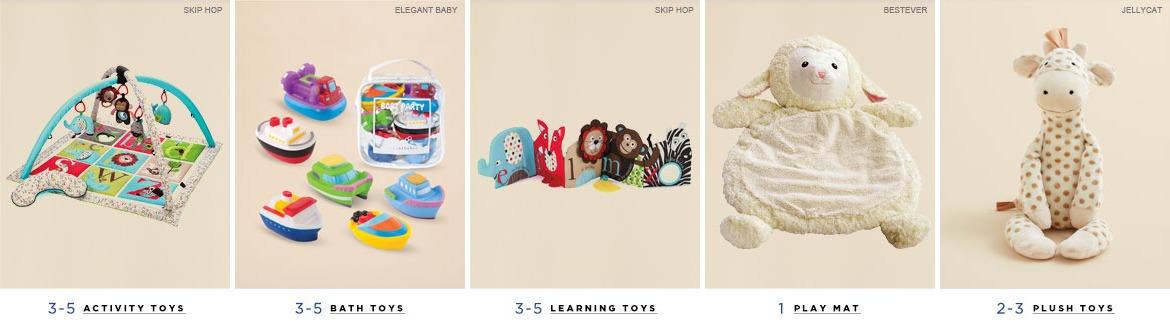 SKIP HOP
ELEGANT BABY
SKIP HOP
BESTEVER
JELLYCAT
BOAT PARTY
e l m
S W
3-5 ACTIVITY TOYS
3-5 BATH TOYS
3-5 LEARNING TOYS
1 PLAY MAT
2-3 PLUSH TOYS